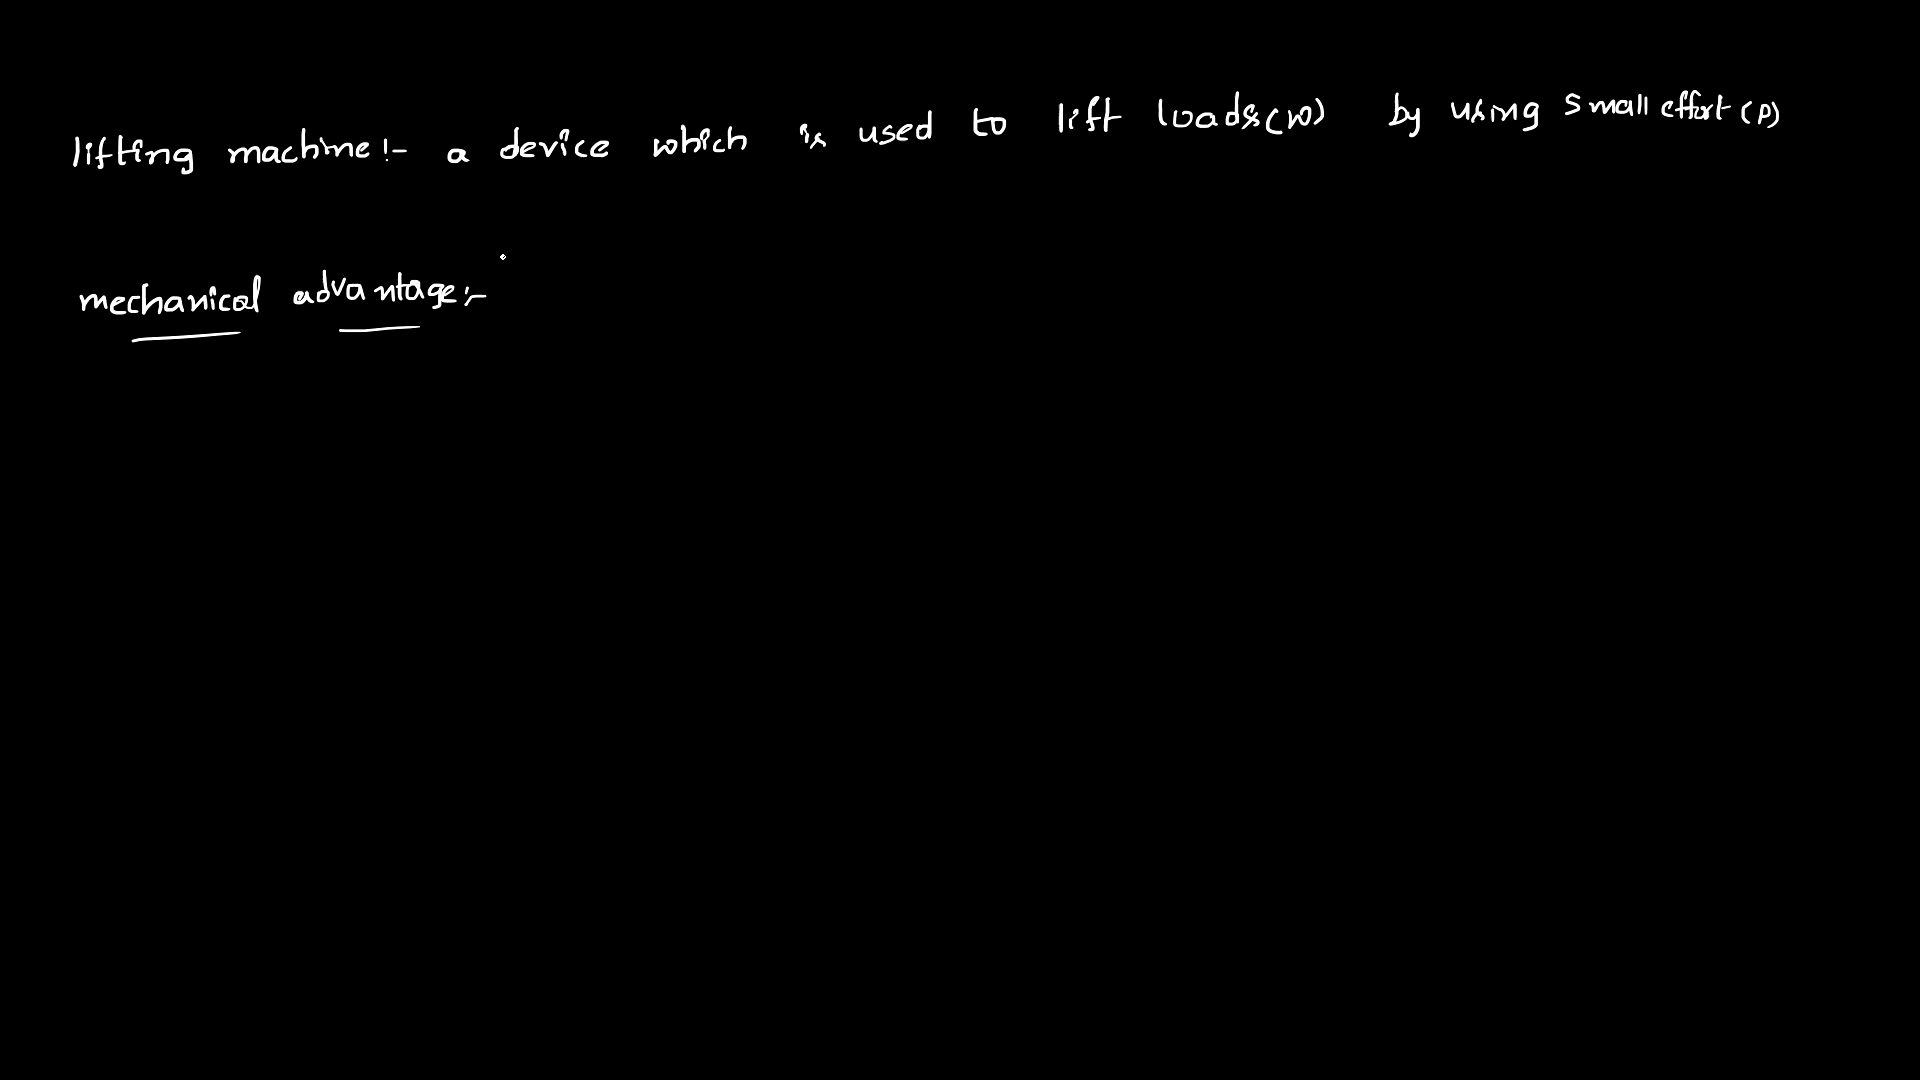 lifting machine:- a device which is used to lift loads(W) by using small effort (P)
mechanical advantage:-